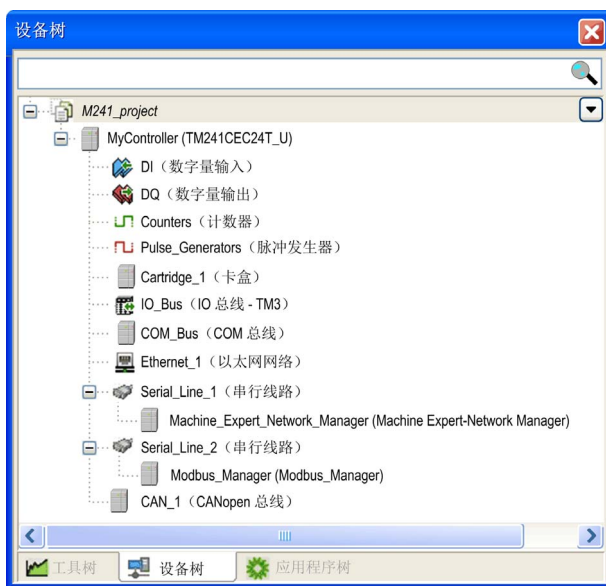 设备树
M241_project
MyController (TM241CEC24T_U)
DI（数字量输入）
DQ（数字量输出）
Counters（计数器）
Pulse_Generators（脉冲发生器）
Cartridge_1（卡盒）
IO_Bus（IO 总线 - TM3）
COM_Bus（COM 总线）
Ethernet_1（以太网网络）
Serial_Line_1（串行线路）
Machine_Expert_Network_Manager (Machine Expert-Network Manager)
Serial_Line_2（串行线路）
Modbus_Manager (Modbus_Manager)
CAN_1（CANopen 总线）
工具树 设备树 应用程序树